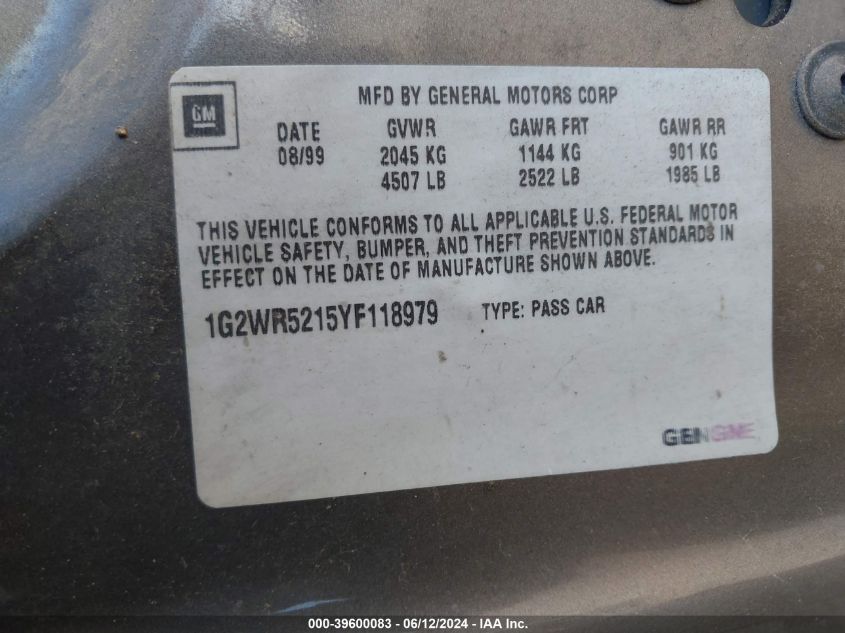 MFD BY GENERAL MOTORS CORP
GM
DATE GVWR GAWR FRT GAWR RR
08/99 2045 KG 1144 KG 901 KG
4507 LB 2522 LB 1985 LB
THIS VEHICLE CONFORMS TO ALL APPLICABLE U.S. FEDERAL MOTOR
VEHICLE SAFETY, BUMPER, AND THEFT PREVENTION STANDARDS IN
EFFECT ON THE DATE OF MANUFACTURE SHOWN ABOVE.
1G2WR5215YF118979 TYPE: PASS CAR
000-39600083 - 06/12/2024 - IAA Inc.